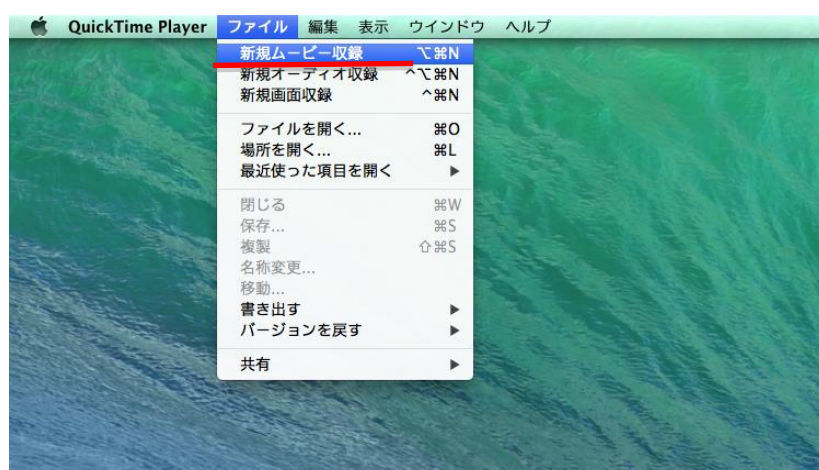 QuickTime Player ファイル 編集 表示 ウインドウ ヘルプ
新規ムービー収録 ⌥⌘N
新規オーディオ収録 ^⌥⌘N
新規画面収録 ^⌘N
ファイルを開く... ⌘O
場所を開く... ⌘L
最近使った項目を開く ▶
閉じる ⌘W
保存... ⌘S
複製 ⇧⌘S
名称変更...
移動...
書き出す ▶
バージョンを戻す ▶
共有 ▶